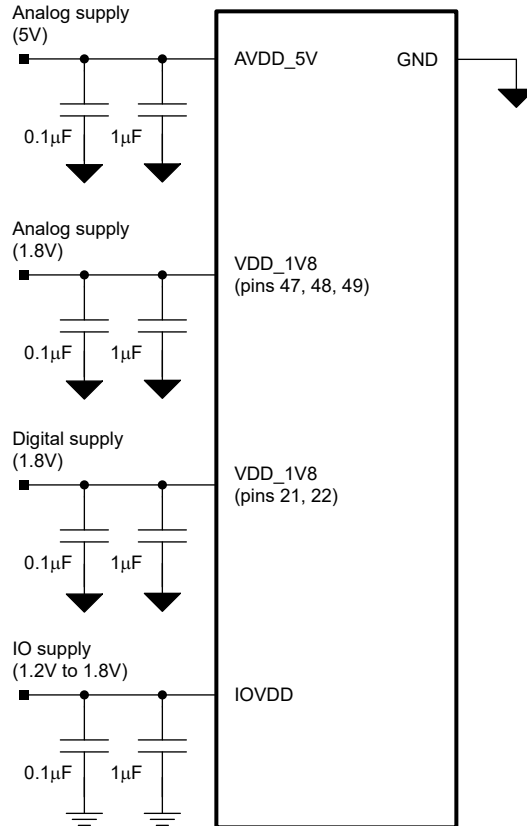 Analog supply
(5V)
AVDD_5V
GND
0.1μF
1μF
Analog supply
(1.8V)
VDD_1V8
(pins 47, 48, 49)
0.1μF
1μF
Digital supply
(1.8V)
VDD_1V8
(pins 21, 22)
0.1μF
1μF
IO supply
(1.2V to 1.8V)
IOVDD
0.1μF
1μF